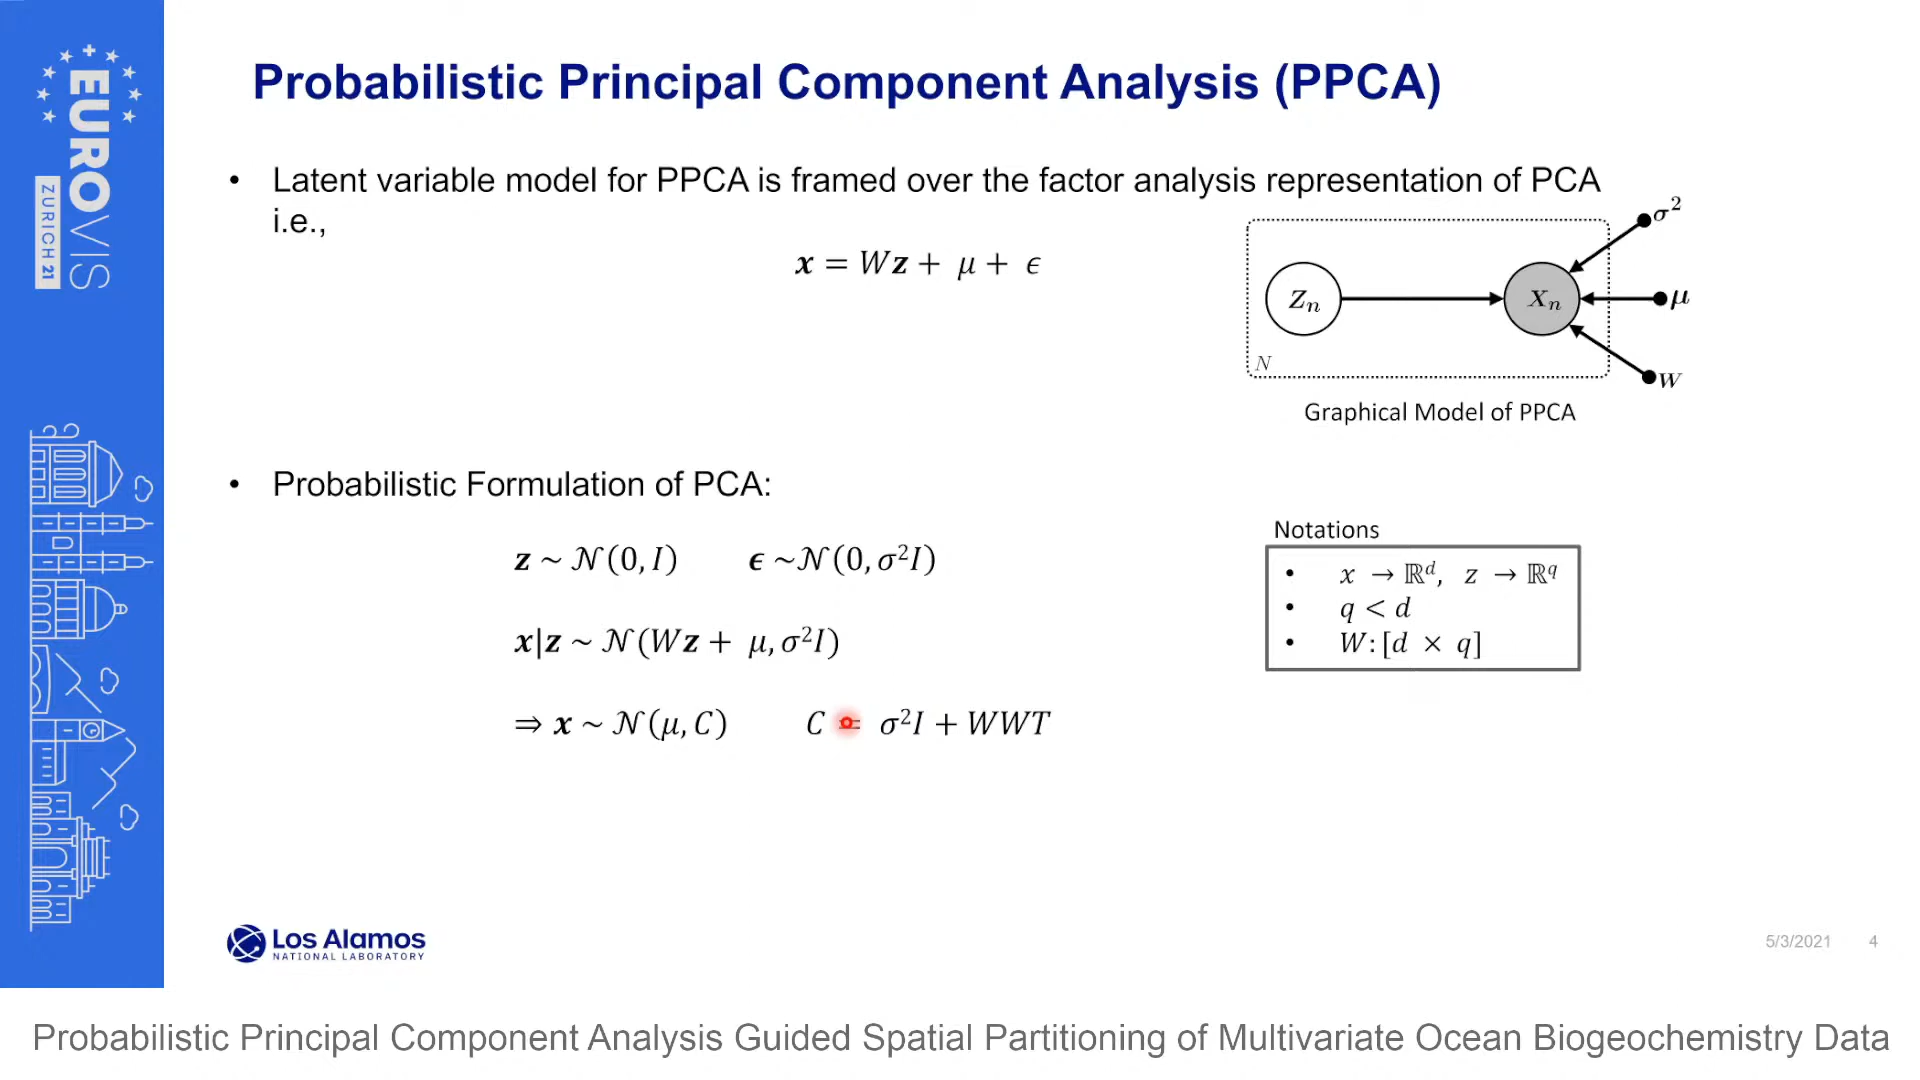 EUROVIS
ZURICH 21
Probabilistic Principal Component Analysis (PPCA)
• Latent variable model for PPCA is framed over the factor analysis representation of PCA
i.e.,
x = Wz + μ + ϵ
σ²
Zn
Xn
μ
N
W
Graphical Model of PPCA
• Probabilistic Formulation of PCA:
z ~ 𝒩(0, I) ϵ ~𝒩(0, σ²I)
x|z ~ 𝒩(Wz + μ, σ²I)
⇒ x ~ 𝒩(μ, C) C = σ²I + WWT
Notations
• x → ℝᵈ, z → ℝ^q
• q < d
• W: [d × q]
Los Alamos
NATIONAL LABORATORY
5/3/2021 4
Probabilistic Principal Component Analysis Guided Spatial Partitioning of Multivariate Ocean Biogeochemistry Data